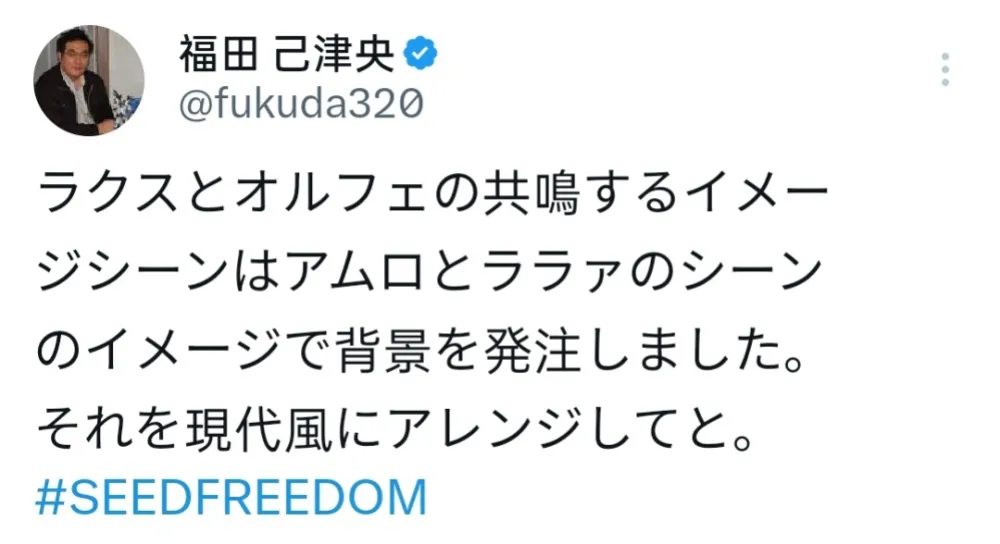 福田 己津央
@fukuda320
ラクスとオルフェの共鳴するイメー
ジシーンはアムロとララァのシーン
のイメージで背景を発注しました。
それを現代風にアレンジしてと。
#SEEDFREEDOM